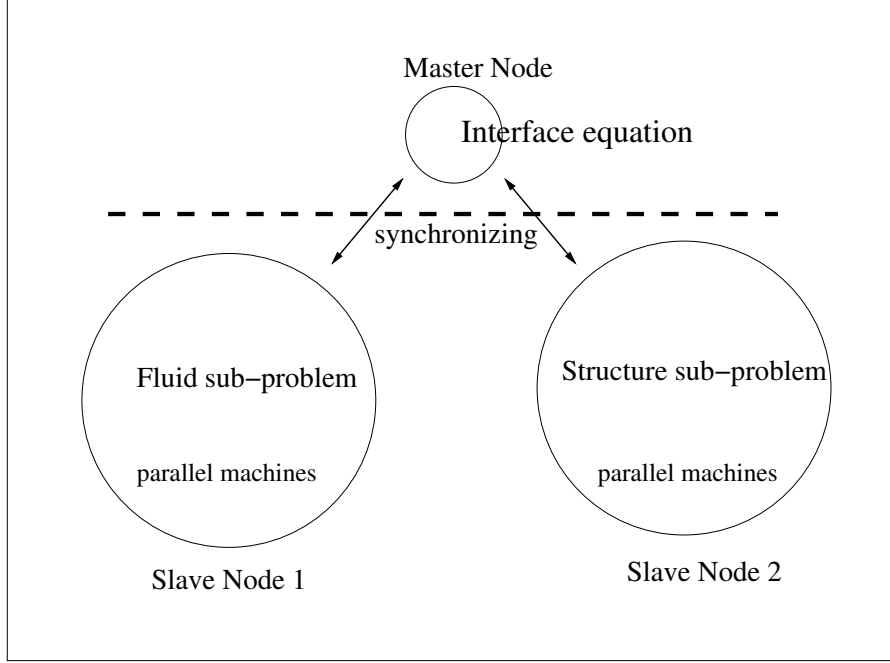 Master Node
Interface equation
synchronizing
Fluid sub−problem
Structure sub−problem
parallel machines
parallel machines
Slave Node 1
Slave Node 2